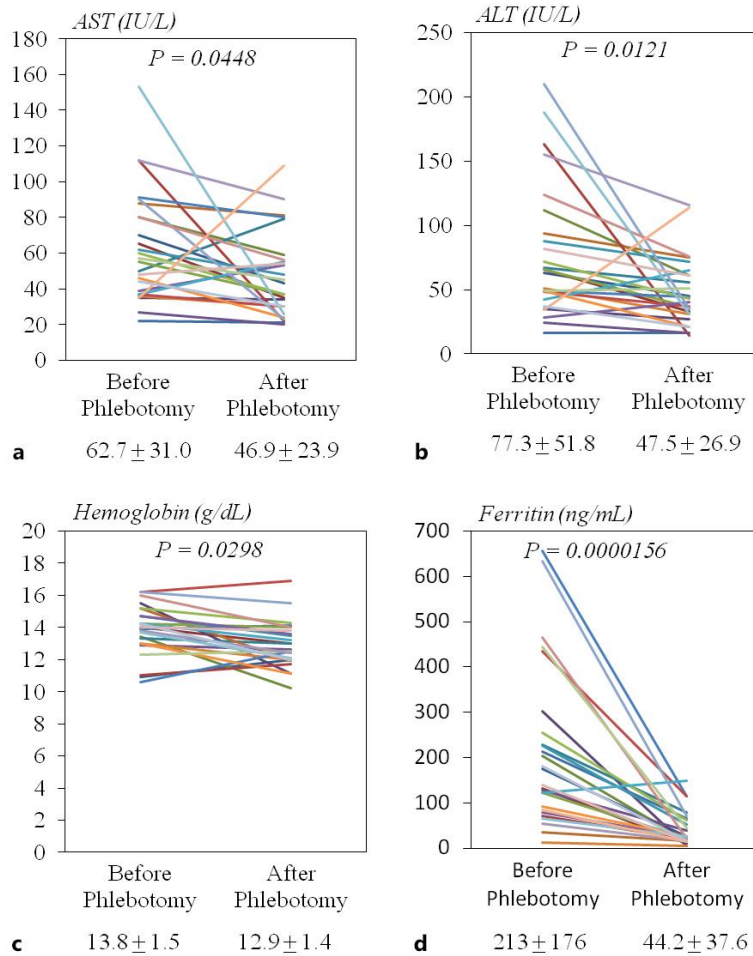 AST (IU/L)
P = 0.0448
180
160
140
120
100
80
60
40
20
0
Before
Phlebotomy
After
Phlebotomy
a
62.7 ± 31.0
46.9 ± 23.9
ALT (IU/L)
P = 0.0121
250
200
150
100
50
0
Before
Phlebotomy
After
Phlebotomy
b
77.3 ± 51.8
47.5 ± 26.9
Hemoglobin (g/dL)
P = 0.0298
20
18
16
14
12
10
8
6
4
2
0
Before
Phlebotomy
After
Phlebotomy
c
13.8 ± 1.5
12.9 ± 1.4
Ferritin (ng/mL)
P = 0.0000156
700
600
500
400
300
200
100
0
Before
Phlebotomy
After
Phlebotomy
d
213 ± 176
44.2 ± 37.6